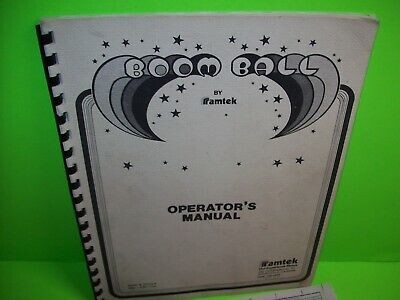 BOOM BALL
BY
Ramtek
OPERATOR'S
MANUAL
Ramtek